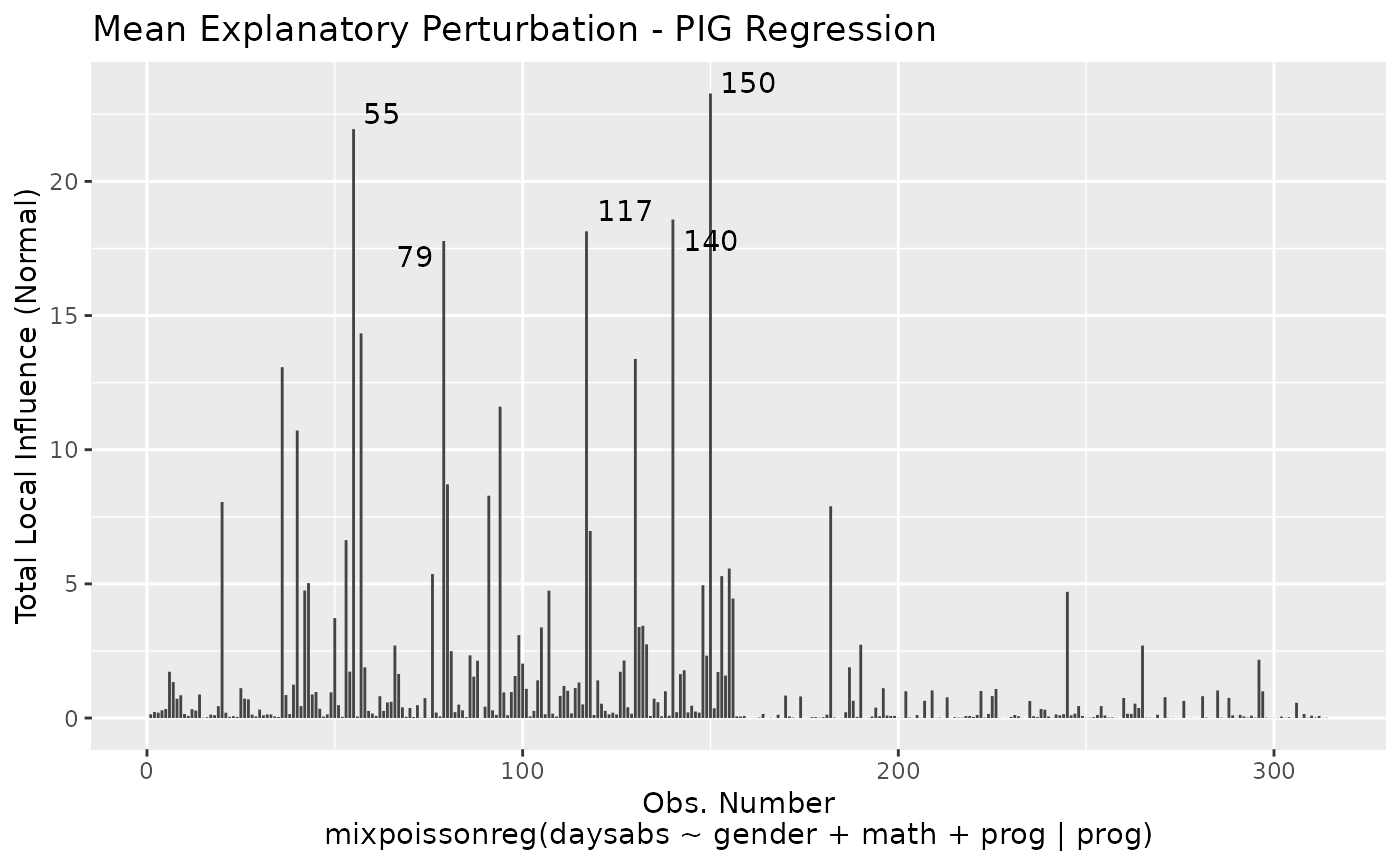 Mean Explanatory Perturbation - PIG Regression
150
55
20
117
140
79
15
10
5
0
Total Local Influence (Normal)
0 100 200 300
Obs. Number
mixpoissonreg(daysabs ~ gender + math + prog | prog)